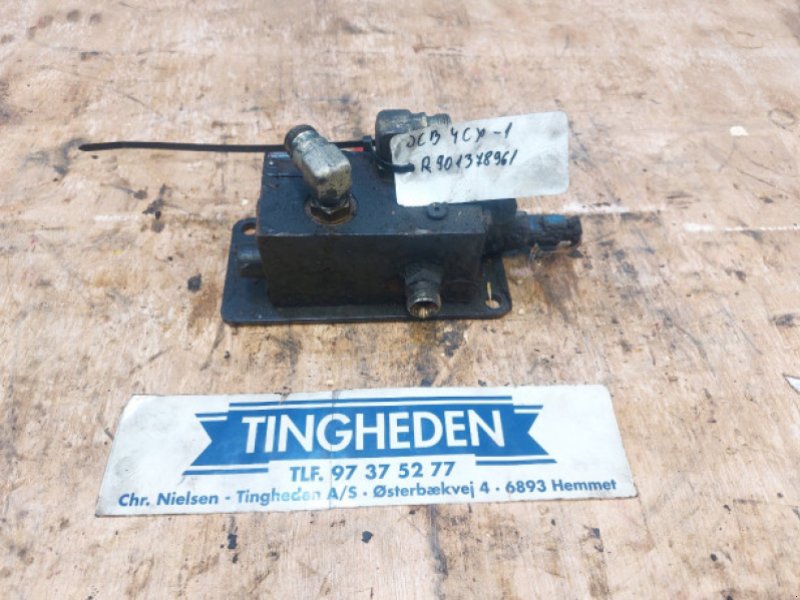 JCB 4CX-1
R901378961
TINGHEDEN
TLF. 97 37 52 77
Chr. Nielsen - Tingheden A/S · Østerbækvej 4 · 6893 Hemmet